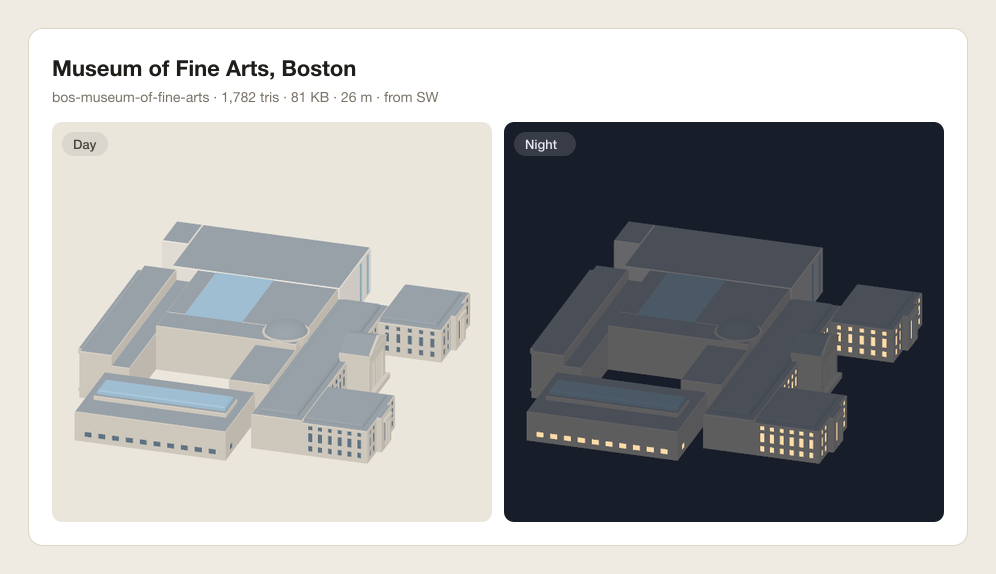 Museum of Fine Arts, Boston
bos-museum-of-fine-arts · 1,782 tris · 81 KB · 26 m · from SW
Day
Night